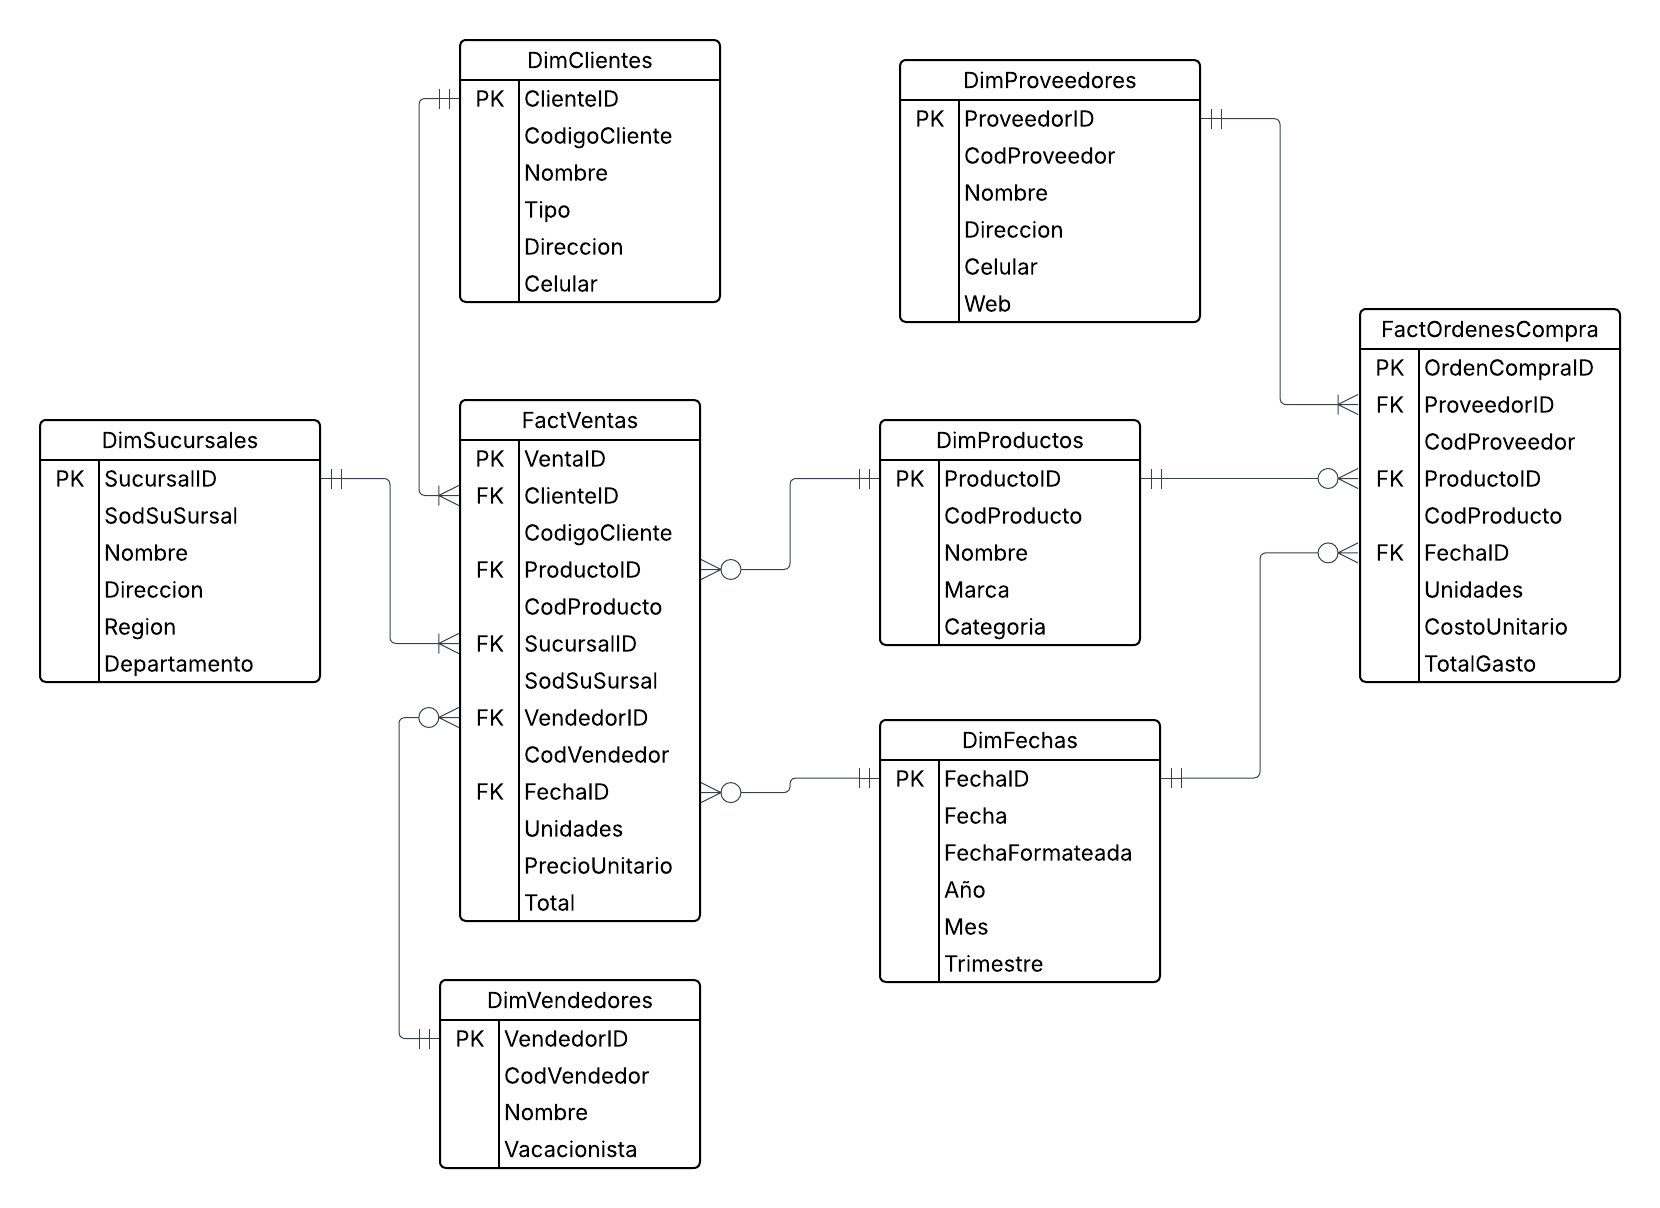 DimClientes
PK ClienteID
CodigoCliente
Nombre
Tipo
Direccion
Celular
DimProveedores
PK ProveedorID
CodProveedor
Nombre
Direccion
Celular
Web
FactOrdenesCompra
PK OrdenCompraID
FK ProveedorID
CodProveedor
FK ProductoID
CodProducto
FK FechaID
Unidades
CostoUnitario
TotalGasto
DimSucursales
PK SucursalID
SodSuSursal
Nombre
Direccion
Region
Departamento
FactVentas
PK VentaID
FK ClienteID
CodigoCliente
FK ProductoID
CodProducto
FK SucursalID
SodSuSursal
FK VendedorID
CodVendedor
FK FechaID
Unidades
PrecioUnitario
Total
DimProductos
PK ProductoID
CodProducto
Nombre
Marca
Categoria
DimFechas
PK FechaID
Fecha
FechaFormateada
Año
Mes
Trimestre
DimVendedores
PK VendedorID
CodVendedor
Nombre
Vacacionista